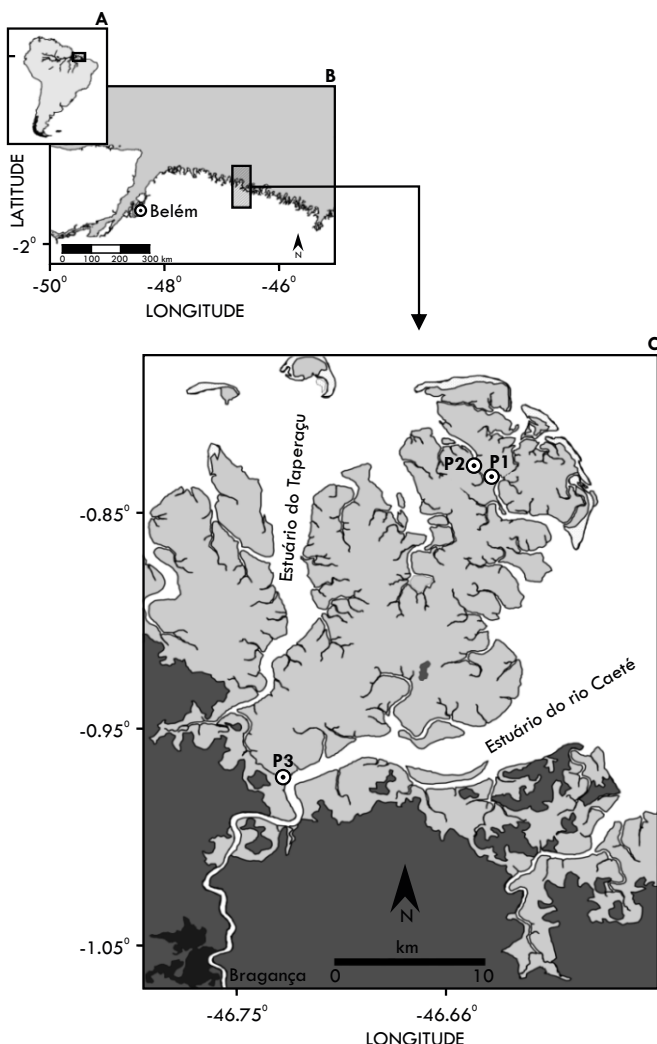 A
B
LATITUDE
Belém
-2°
0 100 200 300 km
N
-50° -48° -46°
LONGITUDE
C
P2 P1
-0.85°
Estuário do Taperaçu
Estuário do rio Caeté
-0.95°
P3
N
km
-1.05°
Bragança
0 10
-46.75° -46.66°
LONGITUDE